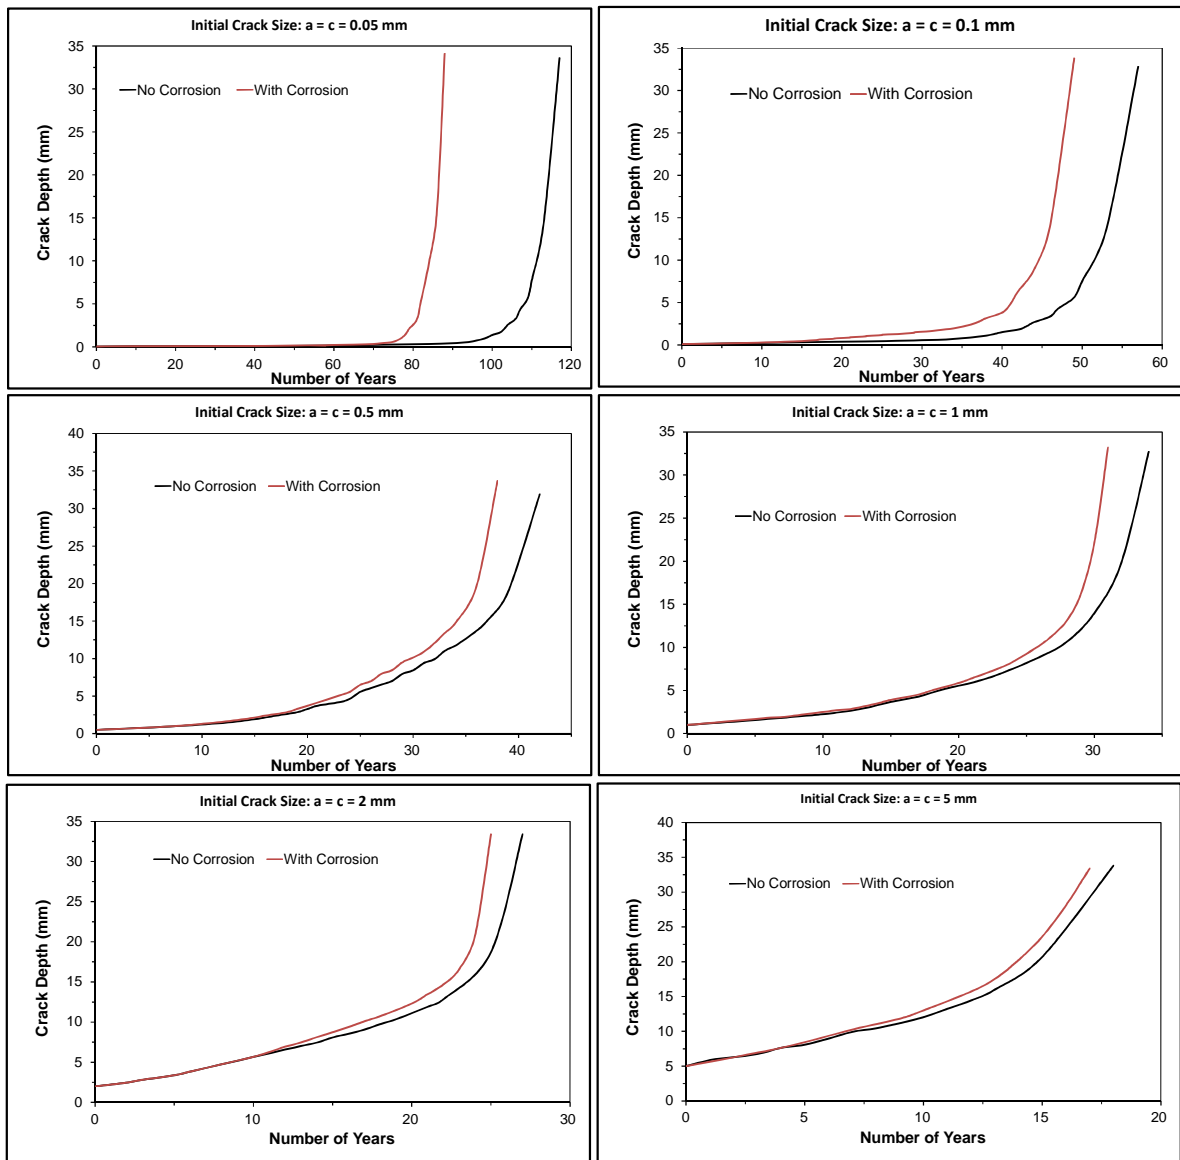 Initial Crack Size: a = c = 0.05 mm
35
30
25
20
15
10
5
0
Crack Depth (mm)
No Corrosion
With Corrosion
0 20 40 60 80 100 120
Number of Years
Initial Crack Size: a = c = 0.1 mm
35
30
25
20
15
10
5
0
Crack Depth (mm)
No Corrosion
With Corrosion
0 10 20 30 40 50 60
Number of Years
Initial Crack Size: a = c = 0.5 mm
40
35
30
25
20
15
10
5
0
Crack Depth (mm)
No Corrosion
With Corrosion
0 10 20 30 40
Number of Years
Initial Crack Size: a = c = 1 mm
35
30
25
20
15
10
5
0
Crack Depth (mm)
No Corrosion
With Corrosion
0 10 20 30
Number of Years
Initial Crack Size: a = c = 2 mm
35
30
25
20
15
10
5
0
Crack Depth (mm)
No Corrosion
With Corrosion
0 10 20 30
Number of Years
Initial Crack Size: a = c = 5 mm
40
35
30
25
20
15
10
5
0
Crack Depth (mm)
No Corrosion
With Corrosion
0 5 10 15 20
Number of Years